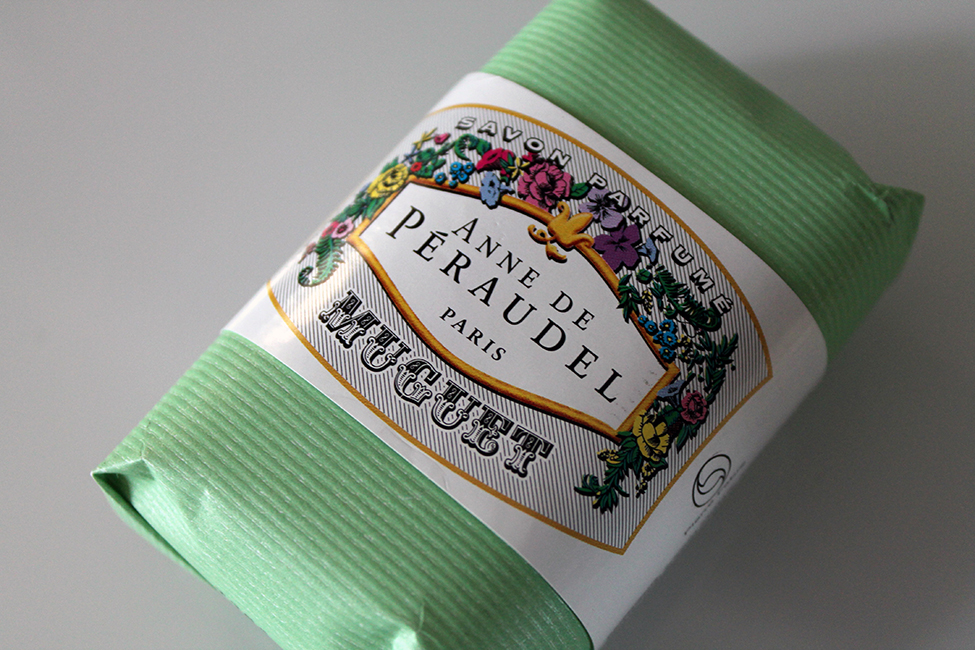 SAVON PARFUMÉ
ANNE DE
PÉRAUDEL
PARIS
MUGUET